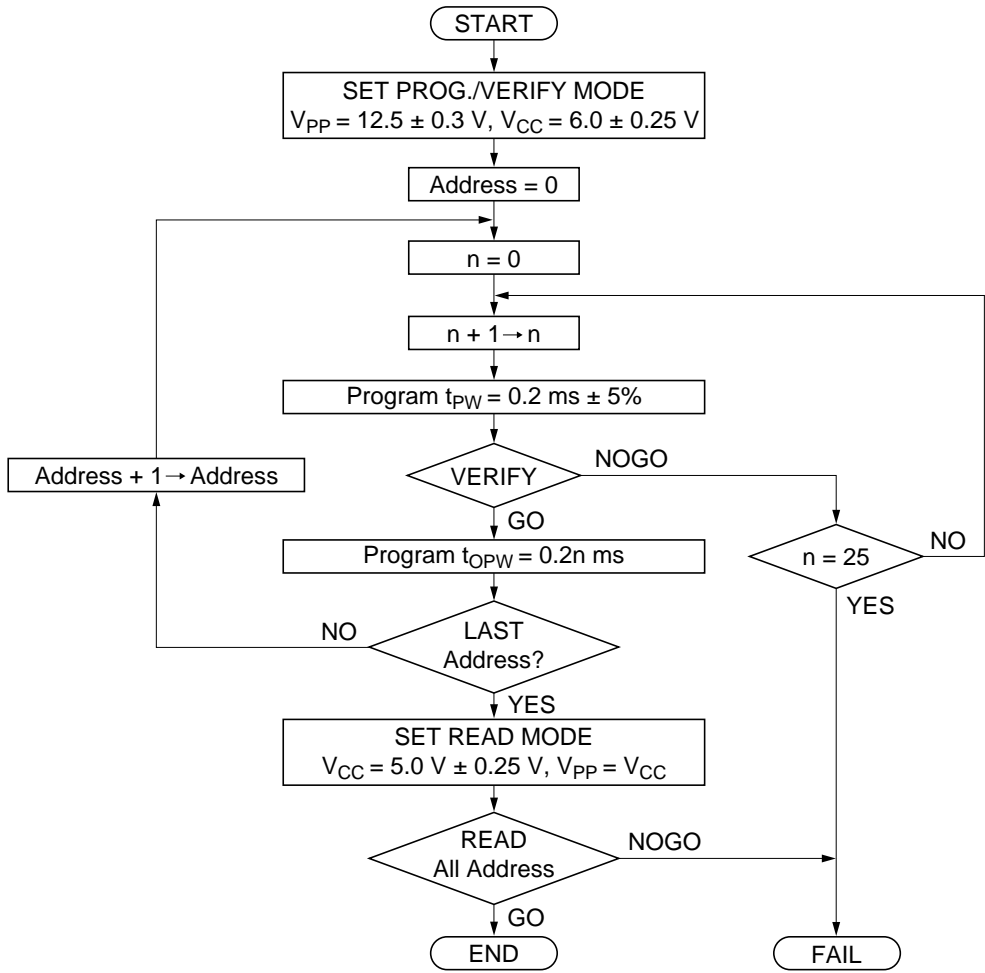 START
SET PROG./VERIFY MODE
VPP = 12.5 ± 0.3 V, VCC = 6.0 ± 0.25 V
Address = 0
n = 0
n + 1→n
Program tPW = 0.2 ms ± 5%
Address + 1→Address
VERIFY
NOGO
GO
Program tOPW = 0.2n ms
n = 25
NO
YES
NO
LAST
Address?
YES
SET READ MODE
VCC = 5.0 V ± 0.25 V, VPP = VCC
READ
All Address
NOGO
GO
END
FAIL